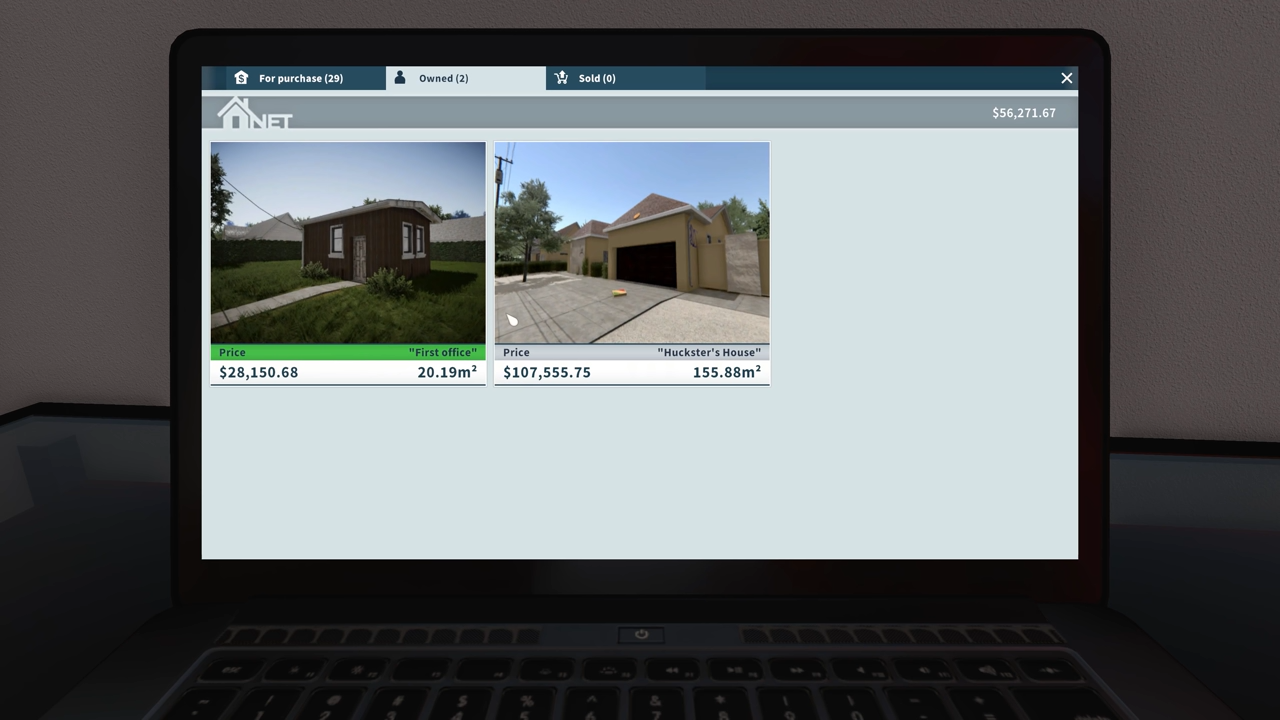 For purchase (29)
Owned (2)
Sold (0)
NET
$56,271.67
Price "First office"
$28,150.68 20.19m²
Price "Huckster's House"
$107,555.75 155.88m²